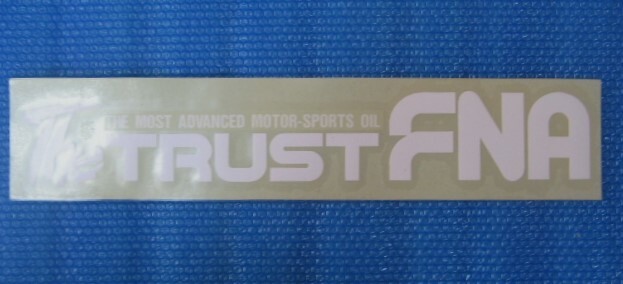 The
THE MOST ADVANCED MOTOR-SPORTS OIL
TRUST FNA